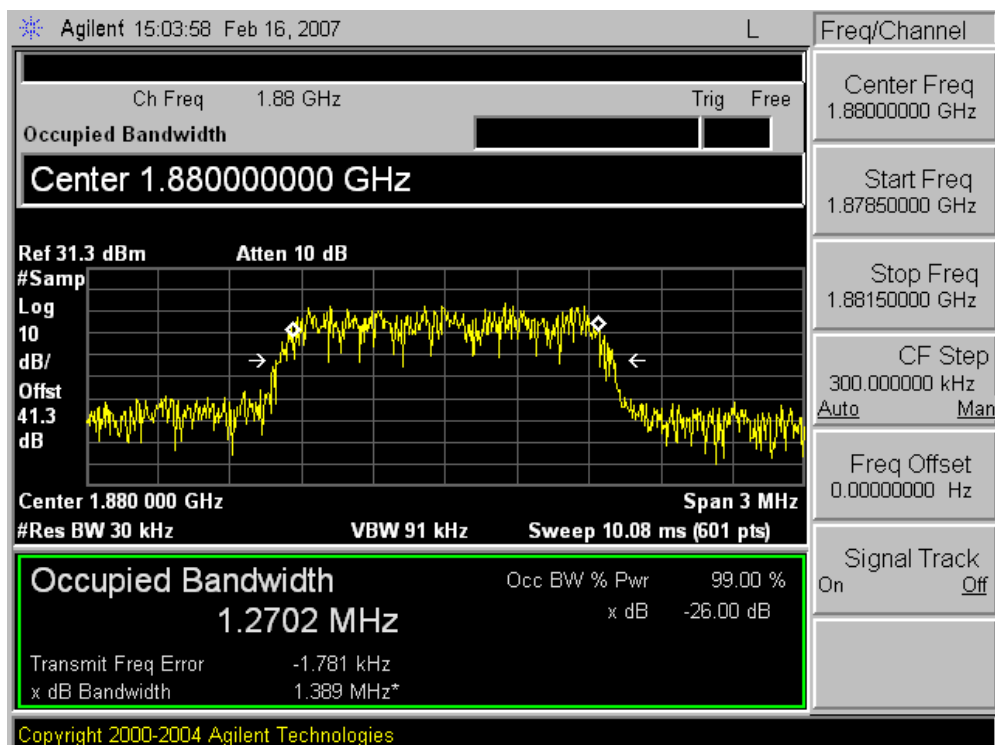 Agilent 15:03:58 Feb 16, 2007 L
Freq/Channel
Ch Freq 1.88 GHz Trig Free
Occupied Bandwidth
Center 1.880000000 GHz
Ref 31.3 dBm Atten 10 dB
#Samp
Log
10
dB/
Offst
41.3
dB
Center 1.880 000 GHz Span 3 MHz
#Res BW 30 kHz VBW 91 kHz Sweep 10.08 ms (601 pts)
Occupied Bandwidth Occ BW % Pwr 99.00 %
1.2702 MHz x dB -26.00 dB
Transmit Freq Error -1.781 kHz
x dB Bandwidth 1.389 MHz*
Center Freq
1.88000000 GHz
Start Freq
1.87850000 GHz
Stop Freq
1.88150000 GHz
CF Step
300.000000 kHz
Auto Man
Freq Offset
0.00000000 Hz
Signal Track
On Off
Copyright 2000-2004 Agilent Technologies